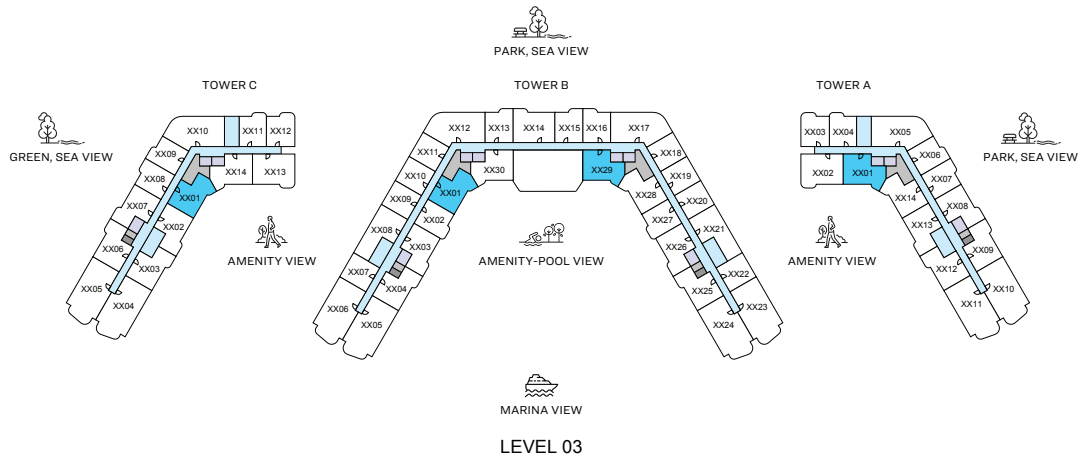 PARK, SEA VIEW
TOWER C
TOWER B
TOWER A
GREEN, SEA VIEW
PARK, SEA VIEW
XX10
XX11
XX12
XX09
XX14
XX13
XX08
XX01
XX07
XX02
XX06
XX03
XX05
XX04
AMENITY VIEW
XX12
XX13
XX14
XX15
XX16
XX17
XX11
XX30
XX29
XX18
XX10
XX01
XX28
XX19
XX09
XX02
XX27
XX20
XX08
XX03
XX26
XX21
XX07
XX04
XX25
XX22
XX06
XX05
XX24
XX23
AMENITY-POOL VIEW
XX03
XX04
XX05
XX02
XX01
XX06
XX14
XX07
XX13
XX08
XX12
XX09
XX11
XX10
AMENITY VIEW
MARINA VIEW
LEVEL 03